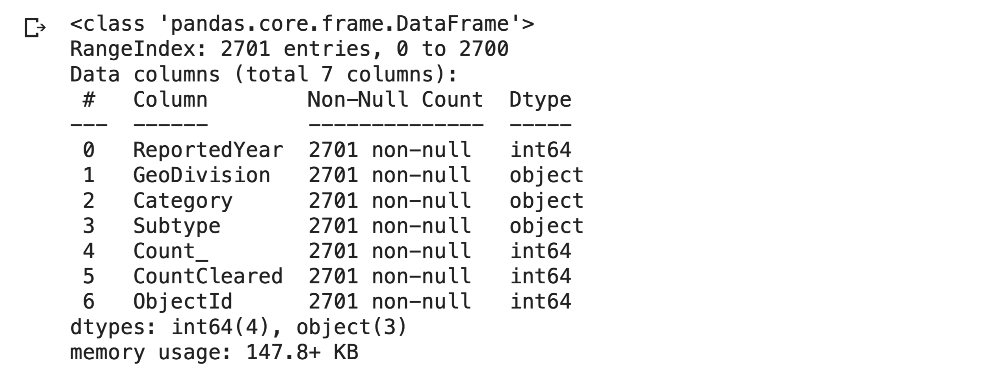 <class 'pandas.core.frame.DataFrame'>
RangeIndex: 2701 entries, 0 to 2700
Data columns (total 7 columns):
 #   Column        Non-Null Count  Dtype
---  ------        --------------  -----
 0   ReportedYear  2701 non-null   int64
 1   GeoDivision   2701 non-null   object
 2   Category      2701 non-null   object
 3   Subtype       2701 non-null   object
 4   Count_        2701 non-null   int64
 5   CountCleared  2701 non-null   int64
 6   ObjectId      2701 non-null   int64
dtypes: int64(4), object(3)
memory usage: 147.8+ KB